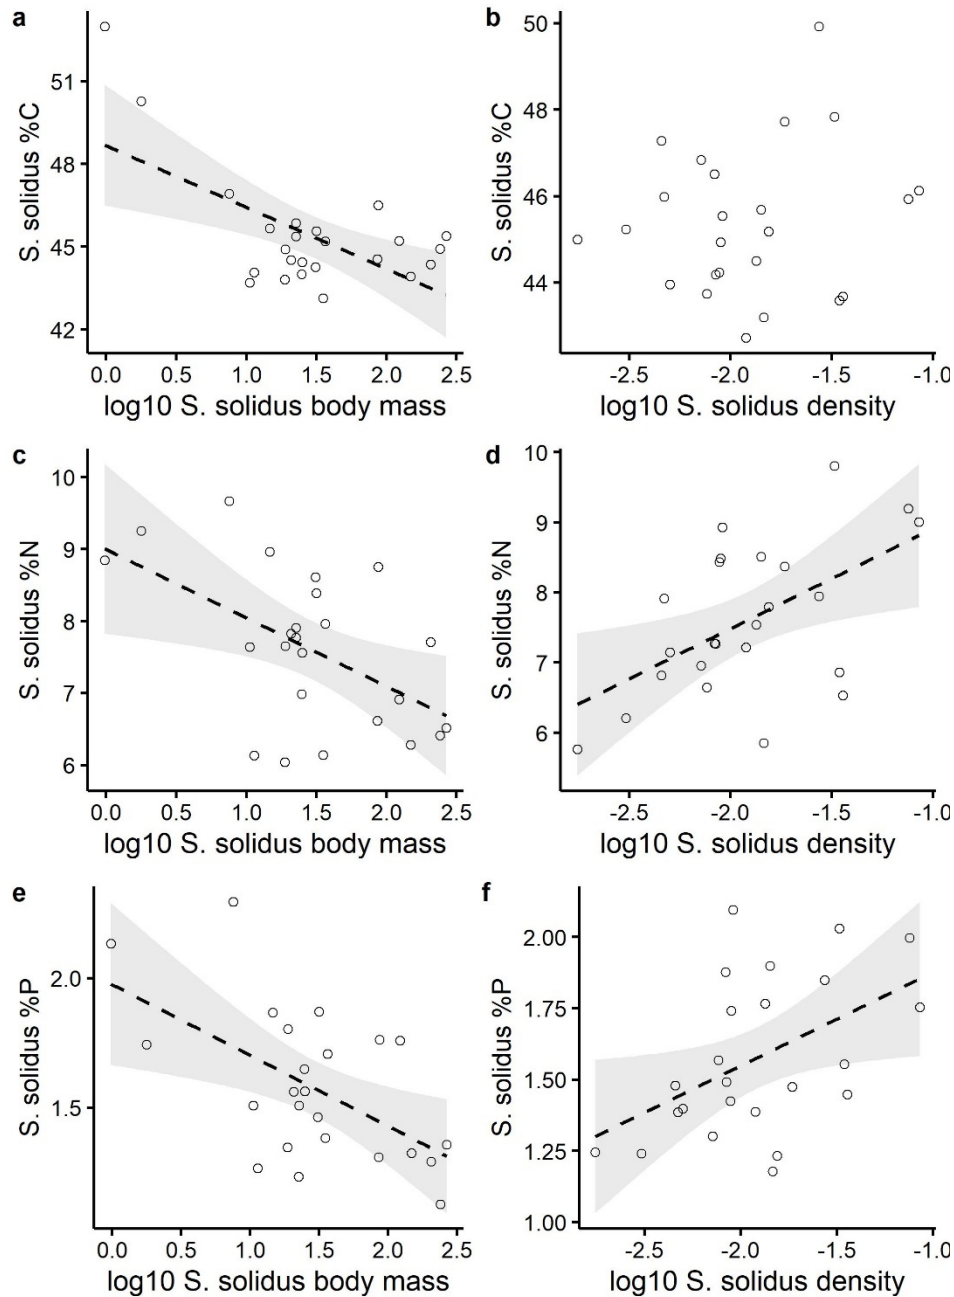 a
51
48
45
42
S. solidus %C
0.0 0.5 1.0 1.5 2.0 2.5
log10 S. solidus body mass
b
50
48
46
44
S. solidus %C
-2.5 -2.0 -1.5 -1.0
log10 S. solidus density
c
10
9
8
7
6
S. solidus %N
0.0 0.5 1.0 1.5 2.0 2.5
log10 S. solidus body mass
d
10
9
8
7
6
S. solidus %N
-2.5 -2.0 -1.5 -1.0
log10 S. solidus density
e
2.0
1.5
S. solidus %P
0.0 0.5 1.0 1.5 2.0 2.5
log10 S. solidus body mass
f
2.00
1.75
1.50
1.25
1.00
S. solidus %P
-2.5 -2.0 -1.5 -1.0
log10 S. solidus density